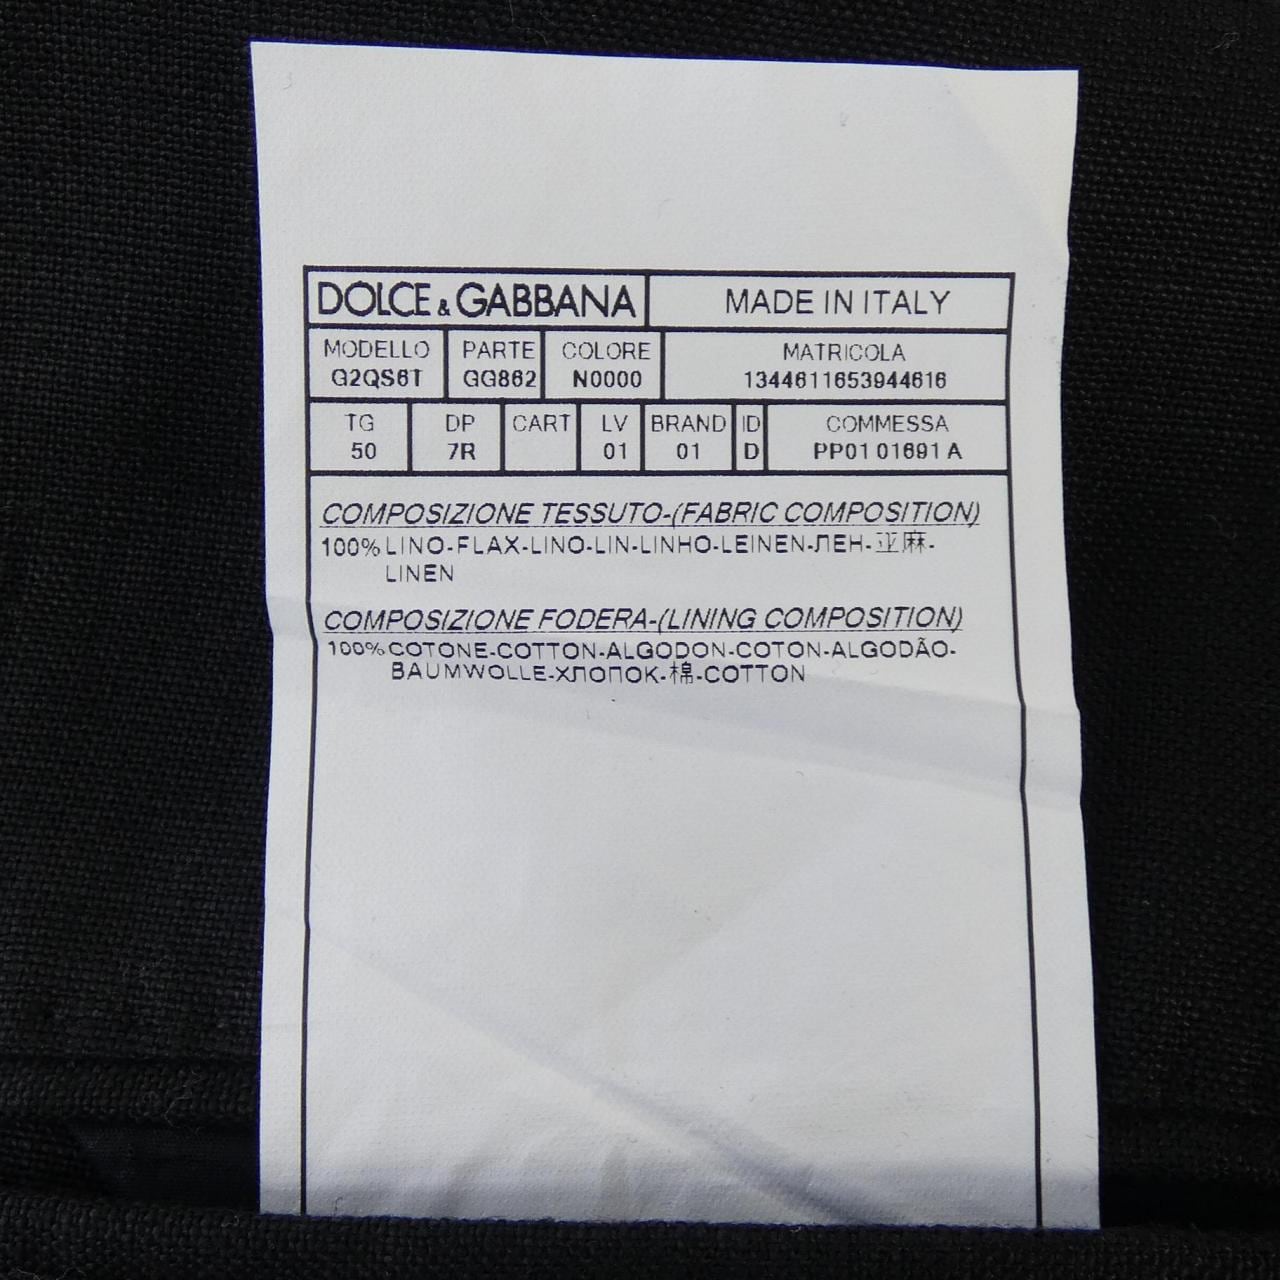 DOLCE & GABBANA MADE IN ITALY
MODELLO PARTE COLORE MATRICOLA
G2QS6T GG862 N0000 1344611653944616
TG DP CART LV BRAND ID COMMESSA
50 7R 01 01 D PP01 01691 A
COMPOSIZIONE TESSUTO-(FABRIC COMPOSITION)
100% LINO-FLAX-LINO-LIN-LINHO-LEINEN-ЛЕН-亚麻-
LINEN
COMPOSIZIONE FODERA-(LINING COMPOSITION)
100% COTONE-COTTON-ALGODON-COTON-ALGODÃO-
BAUMWOLLE-ХЛОПОК-棉-COTTON